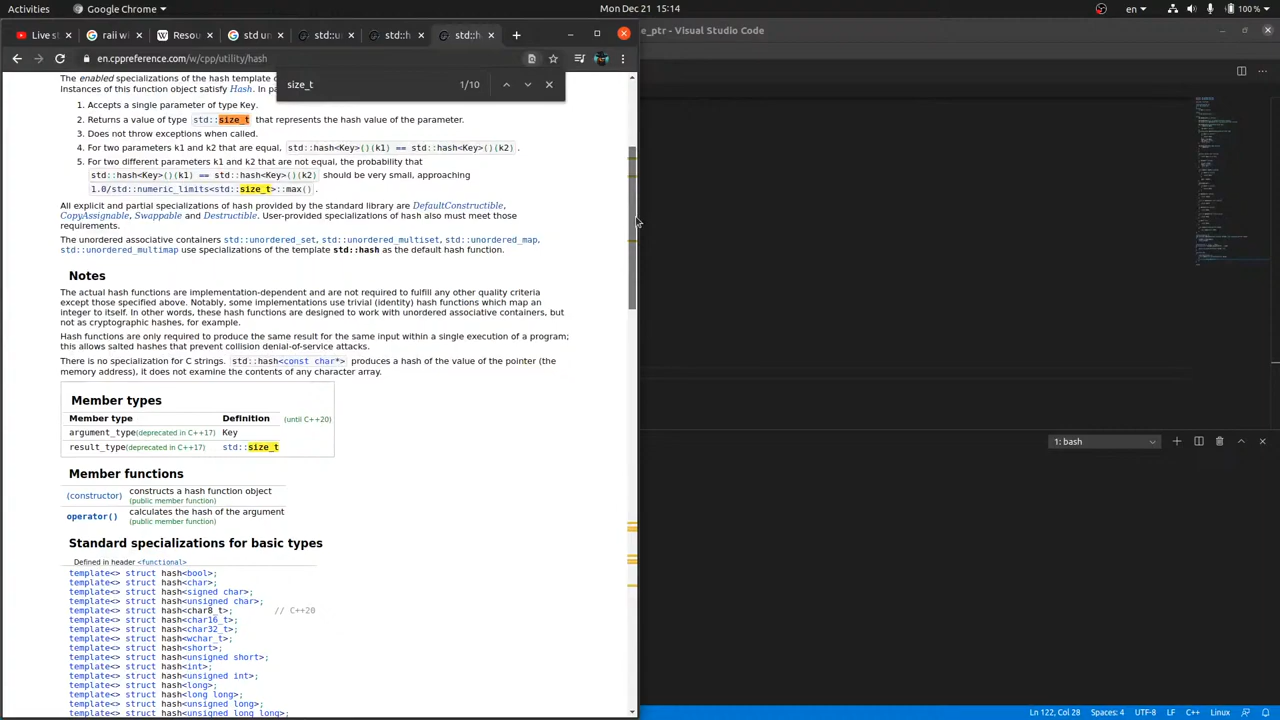 Activities
Google Chrome
Mon Dec 21 15:14
en
100 %
Live s
raii wi
Resou
std un
std::u
std::h
std::h
_ptr - Visual Studio Code
en.cppreference.com/w/cpp/utility/hash
size_t
1/10
The enabled specializations of the hash template d
Instances of this function object satisfy Hash. In pa
1. Accepts a single parameter of type Key.
2. Returns a value of type std::size_t that represents the hash value of the parameter.
3. Does not throw exceptions when called.
4. For two parameters k1 and k2 that are equal, std::hash<Key>()(k1) == std::hash<Key>()(k2).
5. For two different parameters k1 and k2 that are not equal, the probability that
std::hash<Key>()(k1) == std::hash<Key>()(k2) should be very small, approaching
1.0/std::numeric_limits<std::size_t>::max().
All explicit and partial specializations of hash provided by the standard library are DefaultConstructible,
CopyAssignable, Swappable and Destructible. User-provided specializations of hash also must meet those
requirements.
The unordered associative containers std::unordered_set, std::unordered_multiset, std::unordered_map,
std::unordered_multimap use specializations of the template std::hash as the default hash function.
Notes
The actual hash functions are implementation-dependent and are not required to fulfill any other quality criteria
except those specified above. Notably, some implementations use trivial (identity) hash functions which map an
integer to itself. In other words, these hash functions are designed to work with unordered associative containers, but
not as cryptographic hashes, for example.
Hash functions are only required to produce the same result for the same input within a single execution of a program;
this allows salted hashes that prevent collision denial-of-service attacks.
There is no specialization for C strings. std::hash<const char*> produces a hash of the value of the pointer (the
memory address), it does not examine the contents of any character array.
Member types
Member type Definition (until C++20)
argument_type(deprecated in C++17) Key
result_type(deprecated in C++17) std::size_t
Member functions
(constructor) constructs a hash function object
(public member function)
operator() calculates the hash of the argument
(public member function)
Standard specializations for basic types
Defined in header <functional>
template<> struct hash<bool>;
template<> struct hash<char>;
template<> struct hash<signed char>;
template<> struct hash<unsigned char>;
template<> struct hash<char8_t>; // C++20
template<> struct hash<char16_t>;
template<> struct hash<char32_t>;
template<> struct hash<wchar_t>;
template<> struct hash<short>;
template<> struct hash<unsigned short>;
template<> struct hash<int>;
template<> struct hash<unsigned int>;
template<> struct hash<long>;
template<> struct hash<long long>;
template<> struct hash<unsigned long>;
template<> struct hash<unsigned long long>;
1: bash
Ln 122, Col 28
Spaces: 4
UTF-8
LF
C++
Linux